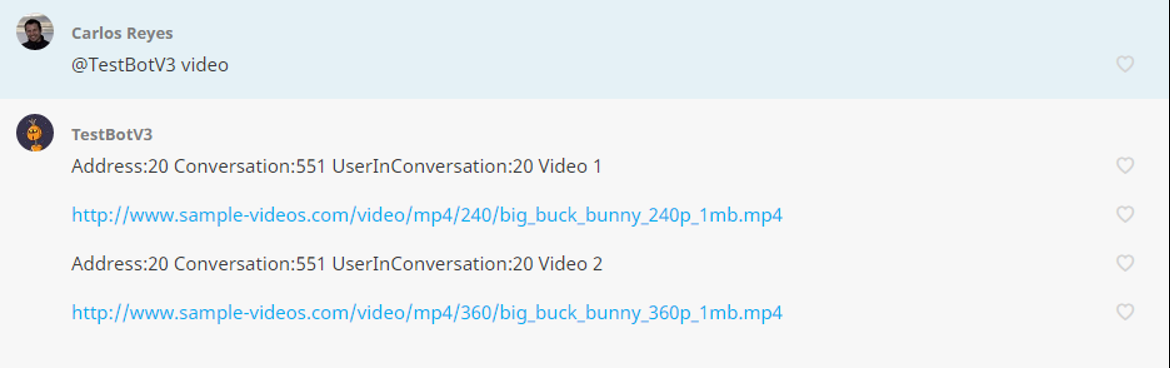 Carlos Reyes
@TestBotV3 video
TestBotV3
Address:20 Conversation:551 UserInConversation:20 Video 1
http://www.sample-videos.com/video/mp4/240/big_buck_bunny_240p_1mb.mp4
Address:20 Conversation:551 UserInConversation:20 Video 2
http://www.sample-videos.com/video/mp4/360/big_buck_bunny_360p_1mb.mp4